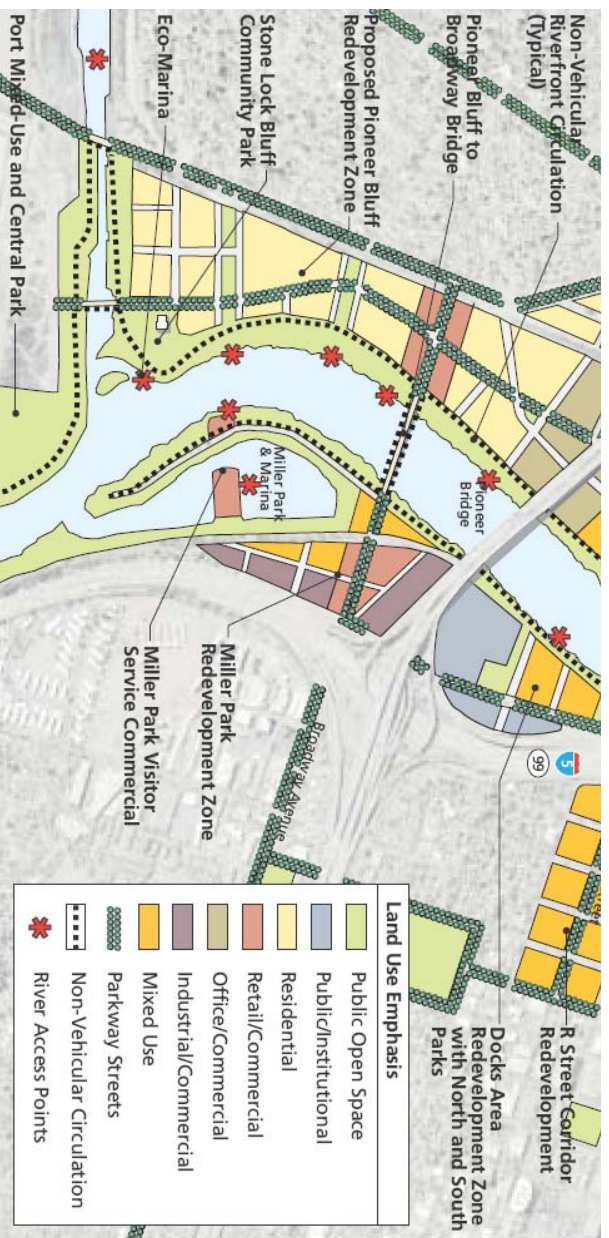 Non-Vehicular
Riverfront Circulation
(Typical)
Pioneer Bluff to
Broadway Bridge
Proposed Pioneer Bluff
Redevelopment Zone
Stone Lock Bluff
Community Park
Eco-Marina
Port Mixed-Use and Central Park
Pioneer
Bridge
Miller Park
& Marina
Miller Park
Redevelopment Zone
Miller Park Visitor
Service Commercial
Broadway Avenue
5
99
R Street Corridor
Redevelopment
Docks Area
Redevelopment Zone
with North and South
Parks
Land Use Emphasis
Public Open Space
Public/Institutional
Residential
Retail/Commercial
Office/Commercial
Industrial/Commercial
Mixed Use
Parkway Streets
Non-Vehicular Circulation
River Access Points